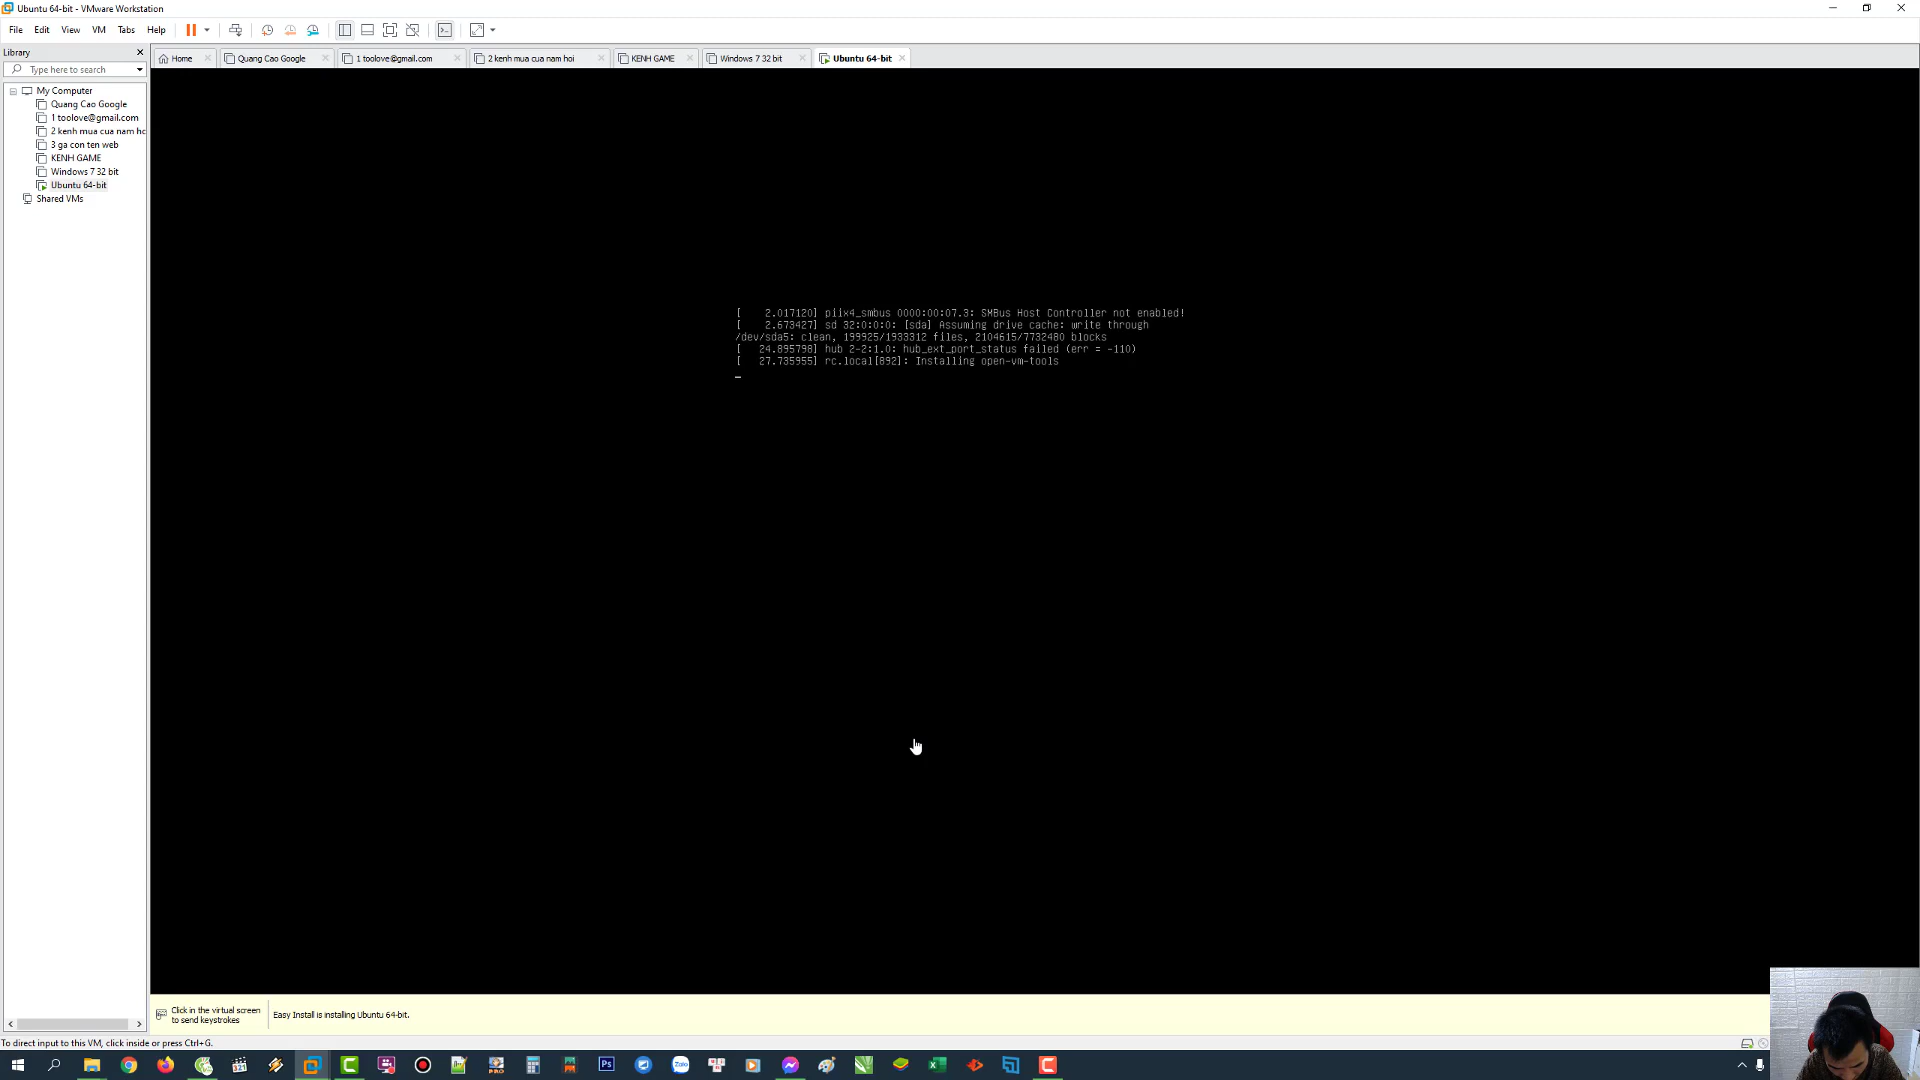 Ubuntu 64-bit - VMware Workstation
File Edit View VM Tabs Help
Library
Type here to search
Home
Quang Cao Google
1 toolove@gmail.com
2 kenh mua cua nam hoi
KENH GAME
Windows 7 32 bit
Ubuntu 64-bit
My Computer
Quang Cao Google
1 toolove@gmail.com
2 kenh mua cua nam ho
3 ga con ten web
KENH GAME
Windows 7 32 bit
Ubuntu 64-bit
Shared VMs
[    2.017120] piix4_smbus 0000:00:07.3: SMBus Host Controller not enabled!
[    2.673427] sd 32:0:0:0: [sda] Assuming drive cache: write through
/dev/sda5: clean, 199925/1933312 files, 2104615/7732480 blocks
[   24.895798] hub 2-2:1.0: hub_ext_port_status failed (err = -110)
[   27.735955] rc.local[892]: Installing open-vm-tools
Click in the virtual screen
to send keystrokes
Easy Install is installing Ubuntu 64-bit.
To direct input to this VM, click inside or press Ctrl+G.
321
PRO
Ps
Zalo